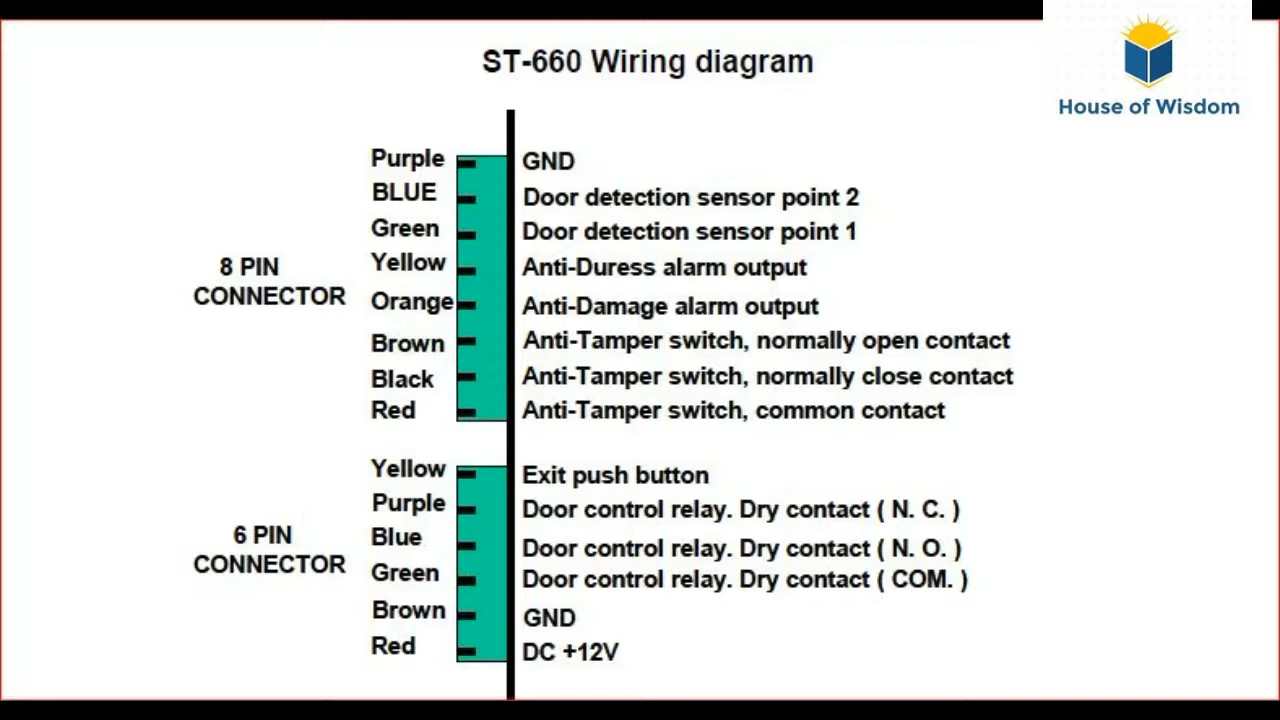 ST-660 Wiring diagram
House of Wisdom
8 PIN
CONNECTOR
Purple GND
BLUE Door detection sensor point 2
Green Door detection sensor point 1
Yellow Anti-Duress alarm output
Orange Anti-Damage alarm output
Brown Anti-Tamper switch, normally open contact
Black Anti-Tamper switch, normally close contact
Red Anti-Tamper switch, common contact
6 PIN
CONNECTOR
Yellow Exit push button
Purple Door control relay. Dry contact ( N. C. )
Blue Door control relay. Dry contact ( N. O. )
Green Door control relay. Dry contact ( COM. )
Brown GND
Red DC +12V